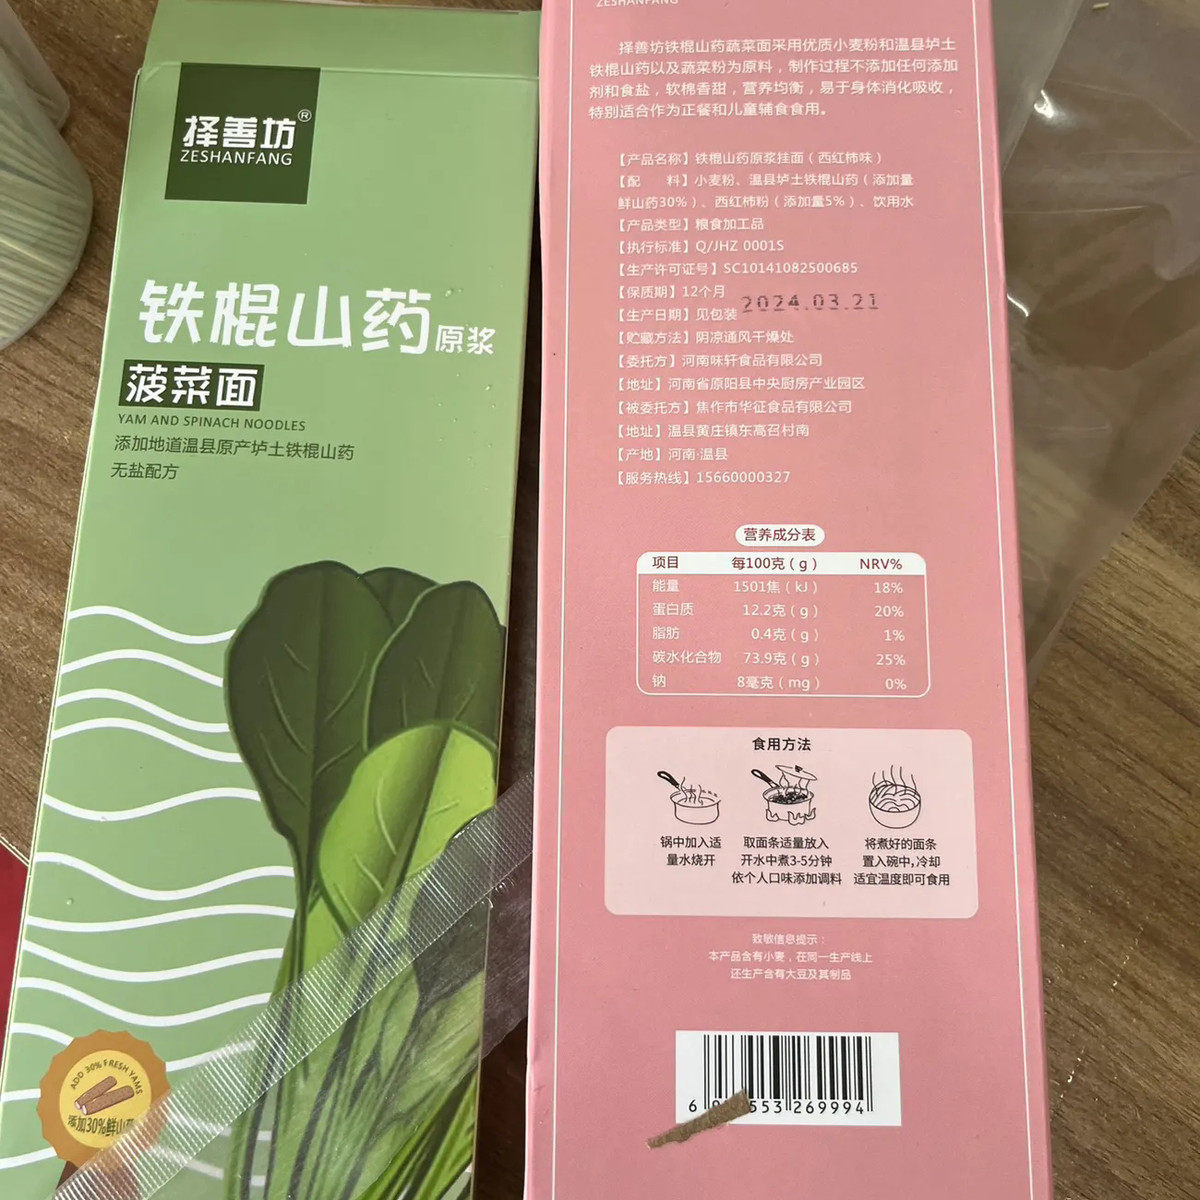 择善坊®
ZESHANFANG
铁棍山药原浆
菠菜面
YAM AND SPINACH NOODLES
添加地道温县原产垆土铁棍山药
无盐配方
ADD 30% FRESH YAMS
添加30%鲜山
ZESHANFANG
择善坊铁棍山药蔬菜面采用优质小麦粉和温县垆土
铁棍山药以及蔬菜粉为原料，制作过程不添加任何添加
剂和食盐，软棉香甜，营养均衡，易于身体消化吸收，
特别适合作为正餐和儿童辅食食用。
【产品名称】铁棍山药原浆挂面（西红柿味）
【配　　料】小麦粉、温县垆土铁棍山药（添加量
鲜山药30%）、西红柿粉（添加量5%）、饮用水
【产品类型】粮食加工品
【执行标准】Q/JHZ 0001S
【生产许可证号】SC10141082500685
【保质期】12个月
【生产日期】见包装 2024.03.21
【贮藏方法】阴凉通风干燥处
【委托方】河南味轩食品有限公司
【地址】河南省原阳县中央厨房产业园区
【被委托方】焦作市华征食品有限公司
【地址】温县黄庄镇东高召村南
【产地】河南·温县
【服务热线】15660000327
营养成分表
项目 每100克（g） NRV%
能量 1501焦（kJ） 18%
蛋白质 12.2克（g） 20%
脂肪 0.4克（g） 1%
碳水化合物 73.9克（g） 25%
钠 8毫克（mg） 0%
食用方法
锅中加入适
量水烧开
取面条适量放入
开水中煮3-5分钟
依个人口味添加调料
将煮好的面条
置入碗中,冷却
适宜温度即可食用
致敏信息提示：
本产品含有小麦，在同一生产线上
还生产含有大豆及其制品
6 553 269994